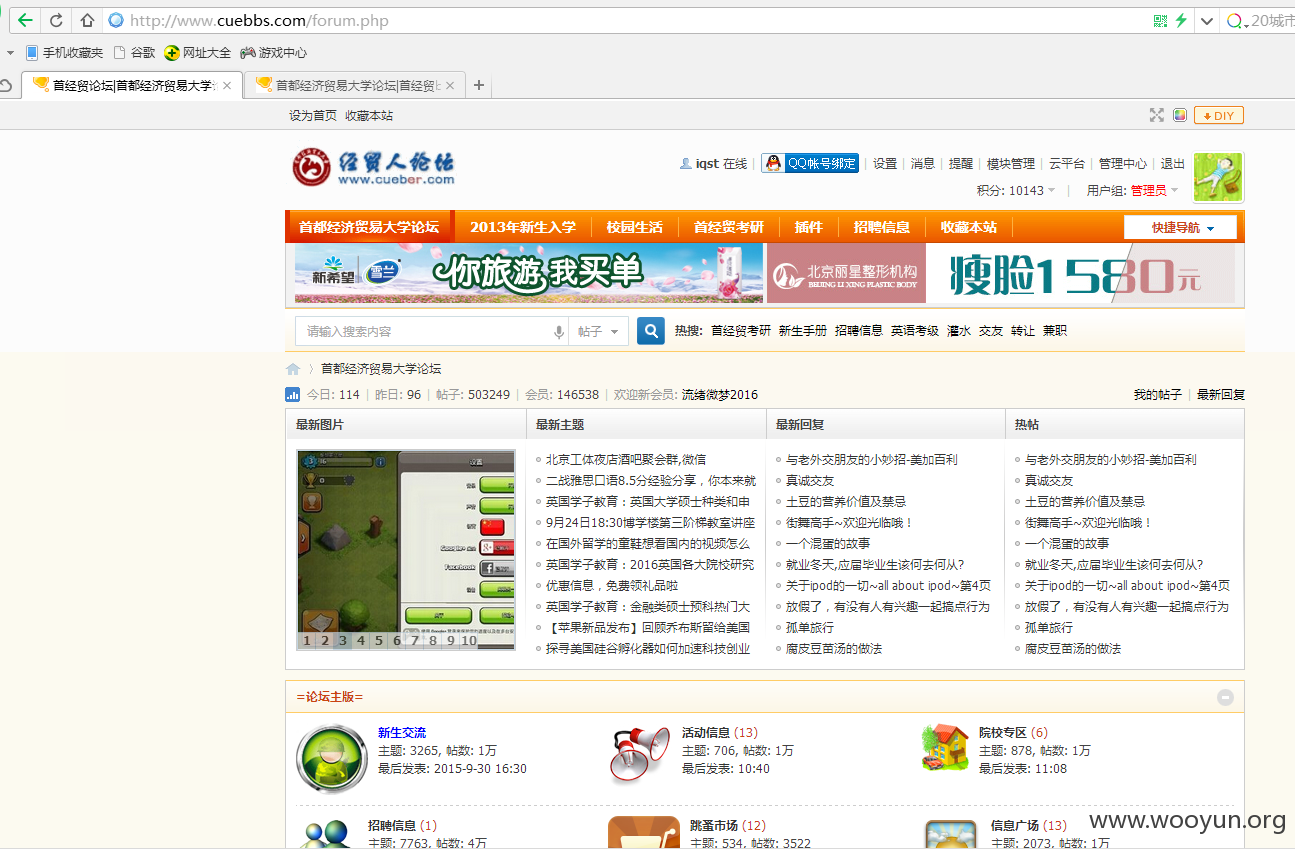 http://www.cuebbs.com/forum.php
20城市
手机收藏夹 谷歌 网址大全 游戏中心
首经贸论坛|首都经济贸易大学
首都经济贸易大学论坛|首经贸
设为首页 收藏本站
DIY
经贸人论坛
www.cueber.com
iqst 在线 QQ帐号绑定 设置 消息 提醒 模块管理 云平台 管理中心 退出
积分: 10143 用户组: 管理员
首都经济贸易大学论坛 2013年新生入学 校园生活 首经贸考研 插件 招聘信息 收藏本站 快捷导航
新希望 雪兰 你旅游,我买单
北京丽星整形机构
BEIJING LI XING PLASTIC BODY
瘦脸1580元
请输入搜索内容 帖子 热搜: 首经贸考研 新生手册 招聘信息 英语考级 灌水 交友 转让 兼职
首都经济贸易大学论坛
今日: 114 | 昨日: 96 | 帖子: 503249 | 会员: 146538 | 欢迎新会员: 流绪微梦2016
我的帖子 | 最新回复
最新图片
1 2 3 4 5 6 7 8 9 10
最新主题
北京工体夜店酒吧聚会群,微信
二战雅思口语8.5分经验分享，你本来就
英国学子教育：英国大学硕士种类和申
9月24日18:30博学楼第三阶梯教室讲座
在国外留学的童鞋想看国内的视频怎么
英国学子教育：2016英国各大院校研究
优惠信息，免费领礼品啦
英国学子教育：金融类硕士预科热门大
【苹果新品发布】回顾乔布斯留给美国
探寻美国硅谷孵化器如何加速科技创业
最新回复
与老外交朋友的小妙招-美加百利
真诚交友
土豆的营养价值及禁忌
街舞高手~欢迎光临哦！
一个混蛋的故事
就业冬天,应届毕业生该何去何从?
关于ipod的一切~all about ipod~第4页
放假了，有没有人有兴趣一起搞点行为
孤单旅行
腐皮豆苗汤的做法
热帖
与老外交朋友的小妙招-美加百利
真诚交友
土豆的营养价值及禁忌
街舞高手~欢迎光临哦！
一个混蛋的故事
就业冬天,应届毕业生该何去何从?
关于ipod的一切~all about ipod~第4页
放假了，有没有人有兴趣一起搞点行为
孤单旅行
腐皮豆苗汤的做法
=论坛主版=
新生交流
主题: 3265, 帖数: 1万
最后发表: 2015-9-30 16:30
活动信息 (13)
主题: 706, 帖数: 1万
最后发表: 10:40
院校专区 (6)
主题: 878, 帖数: 1万
最后发表: 11:08
招聘信息 (1)
主题: 7763, 帖数: 4万
跳蚤市场 (12)
主题: 534, 帖数: 3522
信息广场 (13)
主题: 2073, 帖数: 1万
www.wooyun.org